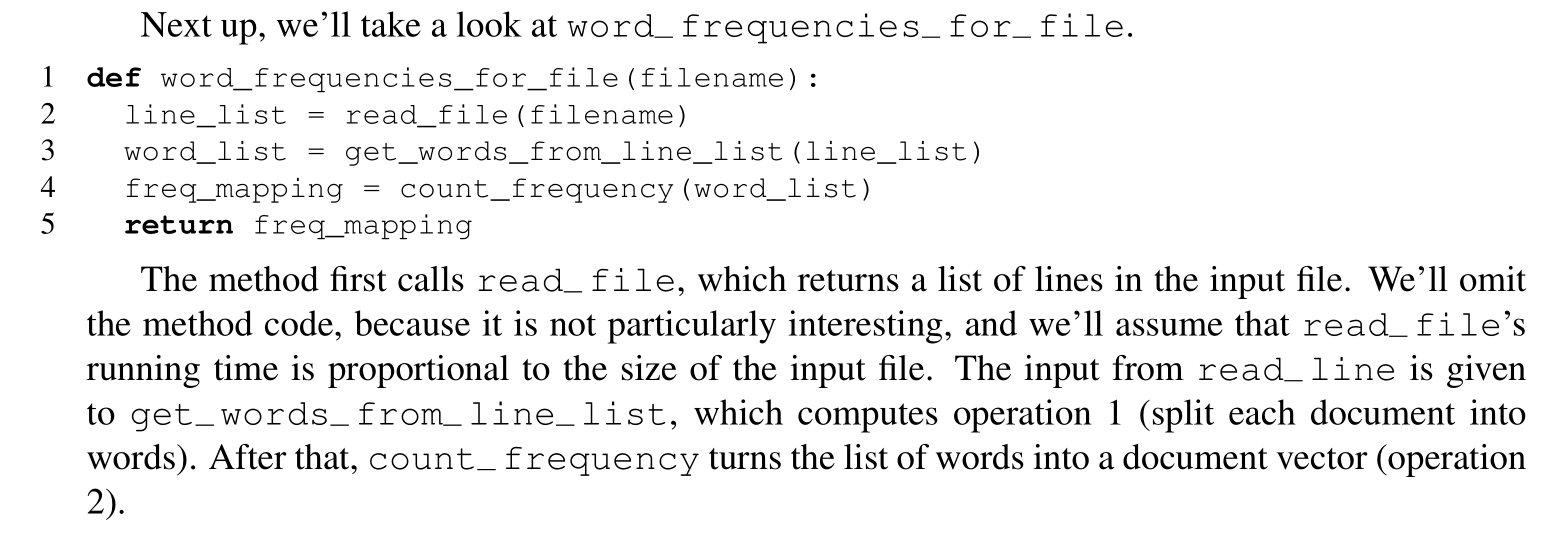 Next up, we'll take a look at word_frequencies_for_file.
1 def word_frequencies_for_file(filename):
2   line_list = read_file(filename)
3   word_list = get_words_from_line_list(line_list)
4   freq_mapping = count_frequency(word_list)
5   return freq_mapping
The method first calls read_file, which returns a list of lines in the input file. We'll omit
the method code, because it is not particularly interesting, and we'll assume that read_file's
running time is proportional to the size of the input file. The input from read_line is given
to get_words_from_line_list, which computes operation 1 (split each document into
words). After that, count_frequency turns the list of words into a document vector (operation
2).